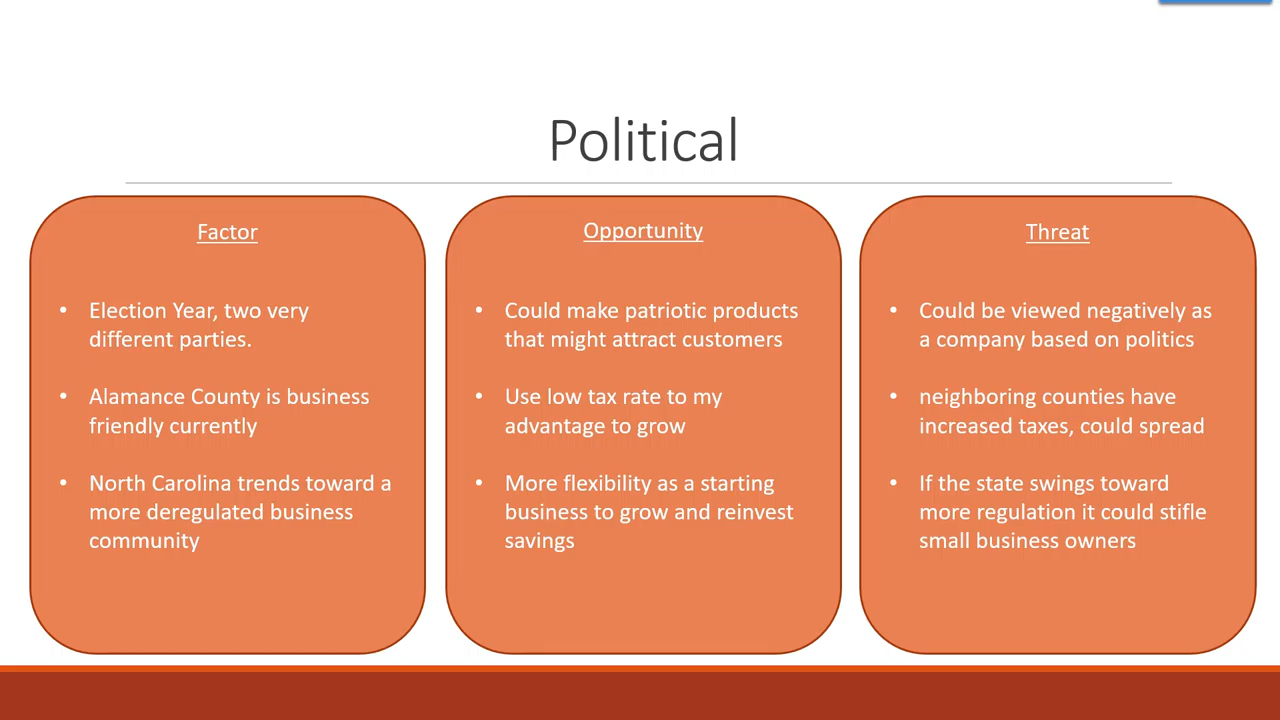 Political
Factor
• Election Year, two very
different parties.
• Alamance County is business
friendly currently
• North Carolina trends toward a
more deregulated business
community
Opportunity
• Could make patriotic products
that might attract customers
• Use low tax rate to my
advantage to grow
• More flexibility as a starting
business to grow and reinvest
savings
Threat
• Could be viewed negatively as
a company based on politics
• neighboring counties have
increased taxes, could spread
• If the state swings toward
more regulation it could stifle
small business owners